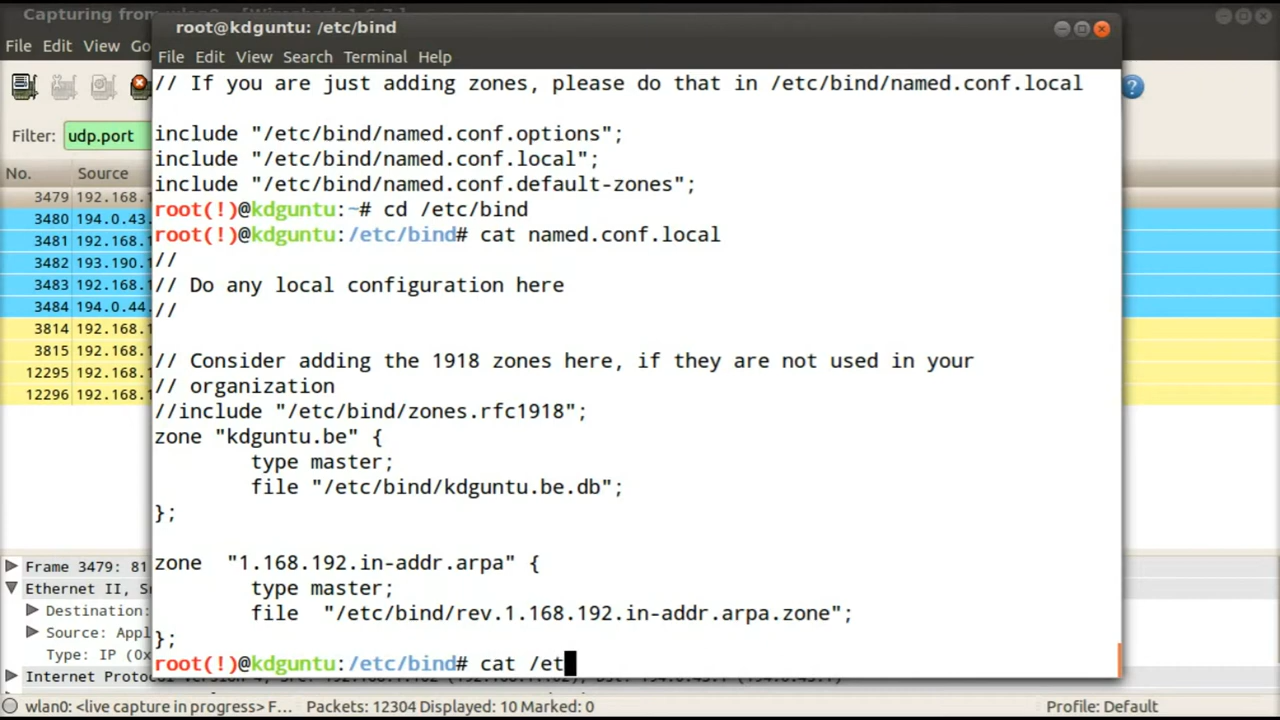 Capturing from
root@kdguntu: /etc/bind
File Edit View Go
File Edit View Search Terminal Help
// If you are just adding zones, please do that in /etc/bind/named.conf.local
Filter: udp.port
include "/etc/bind/named.conf.options";
include "/etc/bind/named.conf.local";
include "/etc/bind/named.conf.default-zones";
root(!)@kdguntu:~# cd /etc/bind
root(!)@kdguntu:/etc/bind# cat named.conf.local
//
// Do any local configuration here
//
// Consider adding the 1918 zones here, if they are not used in your
// organization
//include "/etc/bind/zones.rfc1918";
zone "kdguntu.be" {
type master;
file "/etc/bind/kdguntu.be.db";
};
zone "1.168.192.in-addr.arpa" {
type master;
file "/etc/bind/rev.1.168.192.in-addr.arpa.zone";
};
root(!)@kdguntu:/etc/bind# cat /et
No. Source
3479 192.168.1
3480 194.0.43.
3481 192.168.1
3482 193.190.1
3483 192.168.1
3484 194.0.44.
3814 192.168.1
3815 192.168.1
12295 192.168.1
12296 192.168.1
Frame 3479: 81
Ethernet II, S
Destination:
Source: Appl
Type: IP (0x
Internet Protocol Version 4,
wlan0: <live capture in progress> F... Packets: 12304 Displayed: 10 Marked: 0 Profile: Default